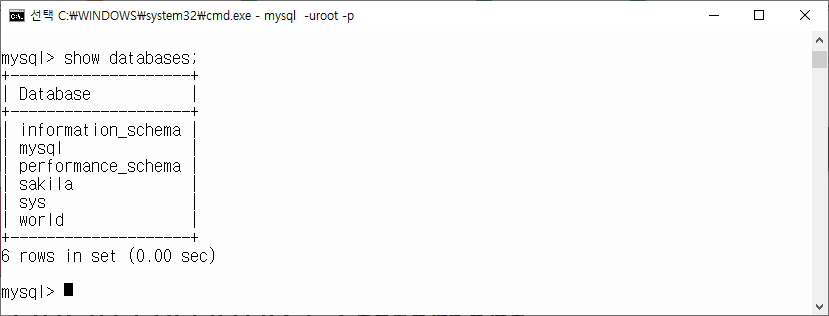 선택 C:₩WINDOWS₩system32₩cmd.exe - mysql  -uroot -p
mysql> show databases;
+--------------------+
| Database           |
+--------------------+
| information_schema |
| mysql              |
| performance_schema |
| sakila             |
| sys                |
| world              |
+--------------------+
6 rows in set (0.00 sec)
mysql>